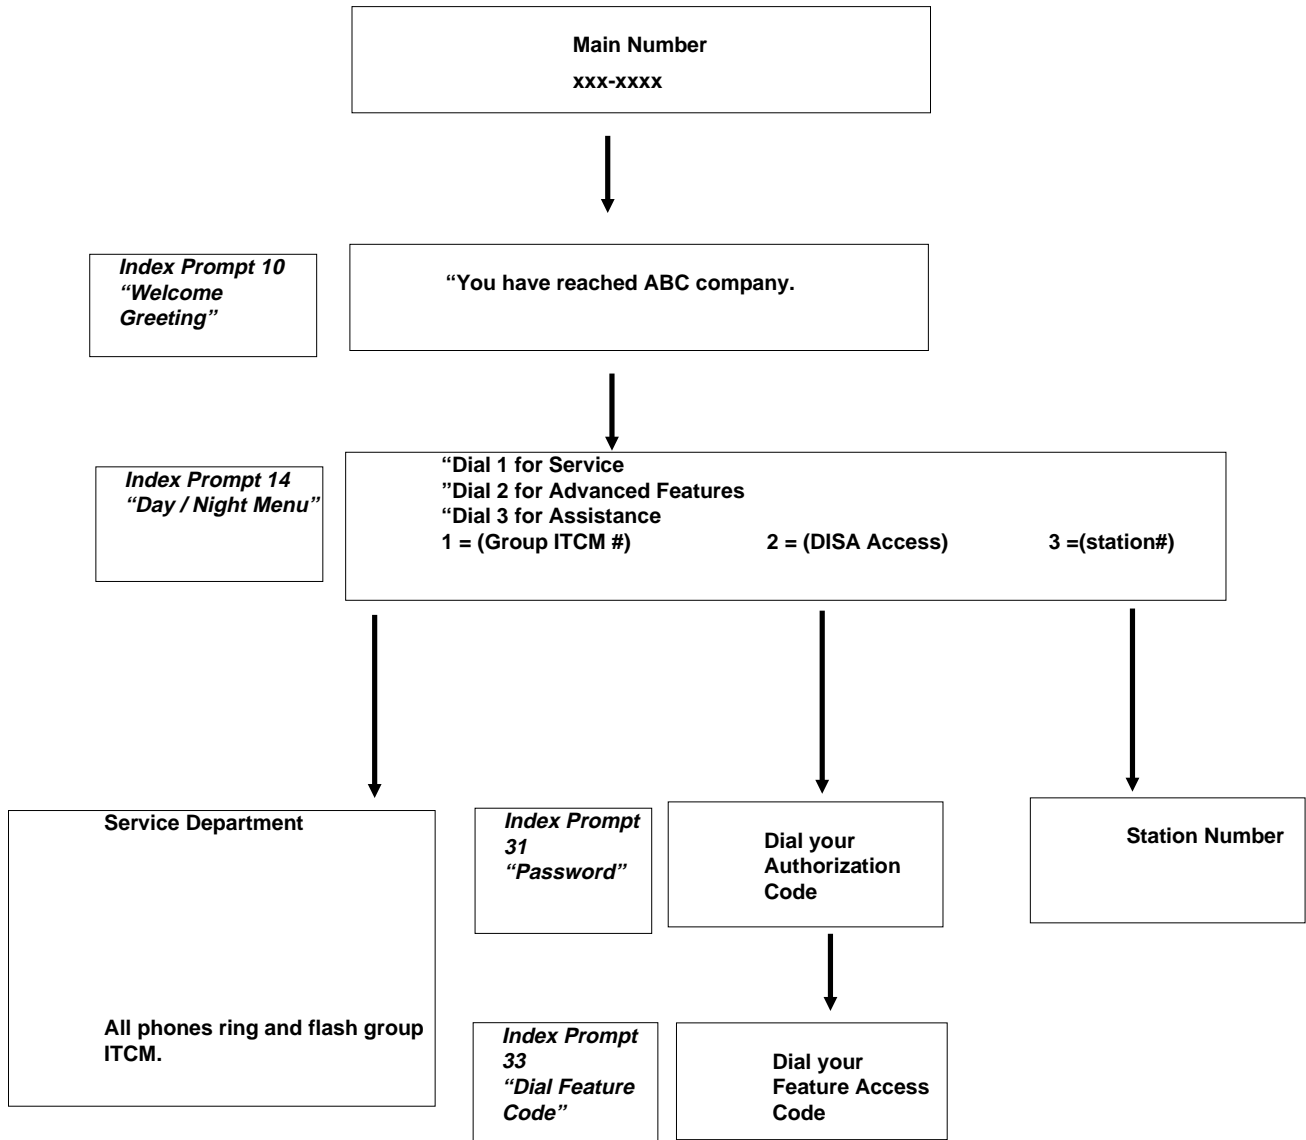 Main Number
xxx-xxxx
Index Prompt 10
“Welcome
Greeting”
“You have reached ABC company.
Index Prompt 14
“Day / Night Menu”
“Dial 1 for Service
”Dial 2 for Advanced Features
“Dial 3 for Assistance
1 = (Group ITCM #) 2 = (DISA Access) 3 =(station#)
Service Department
All phones ring and flash group
ITCM.
Index Prompt
31
“Password”
Dial your
Authorization
Code
Station Number
Index Prompt
33
“Dial Feature
Code”
Dial your
Feature Access
Code